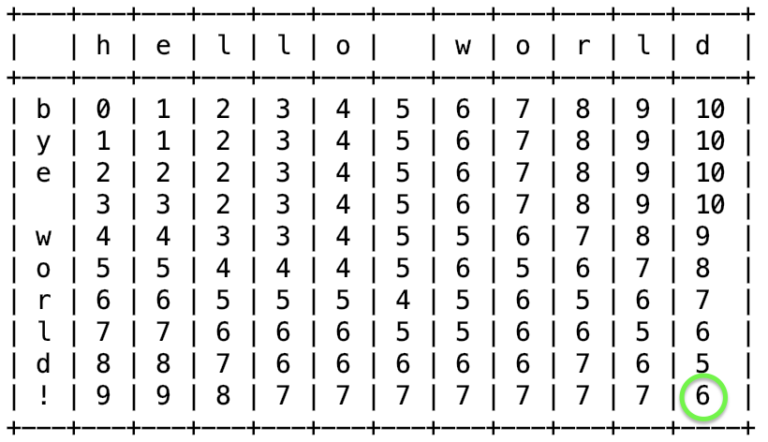 +---+---+---+---+---+---+---+---+---+---+---+----+
|   | h | e | l | l | o |   | w | o | r | l | d  |
+---+---+---+---+---+---+---+---+---+---+---+----+
| b | 0 | 1 | 2 | 3 | 4 | 5 | 6 | 7 | 8 | 9 | 10 |
| y | 1 | 1 | 2 | 3 | 4 | 5 | 6 | 7 | 8 | 9 | 10 |
| e | 2 | 2 | 2 | 3 | 4 | 5 | 6 | 7 | 8 | 9 | 10 |
|   | 3 | 3 | 2 | 3 | 4 | 5 | 6 | 7 | 8 | 9 | 10 |
| w | 4 | 4 | 3 | 3 | 4 | 5 | 5 | 6 | 7 | 8 | 9  |
| o | 5 | 5 | 4 | 4 | 4 | 5 | 6 | 5 | 6 | 7 | 8  |
| r | 6 | 6 | 5 | 5 | 5 | 4 | 5 | 6 | 5 | 6 | 7  |
| l | 7 | 7 | 6 | 6 | 6 | 5 | 5 | 6 | 6 | 5 | 6  |
| d | 8 | 8 | 7 | 6 | 6 | 6 | 6 | 6 | 7 | 6 | 5  |
| ! | 9 | 9 | 8 | 7 | 7 | 7 | 7 | 7 | 7 | 7 | 6  |
+---+---+---+---+---+---+---+---+---+---+---+----+